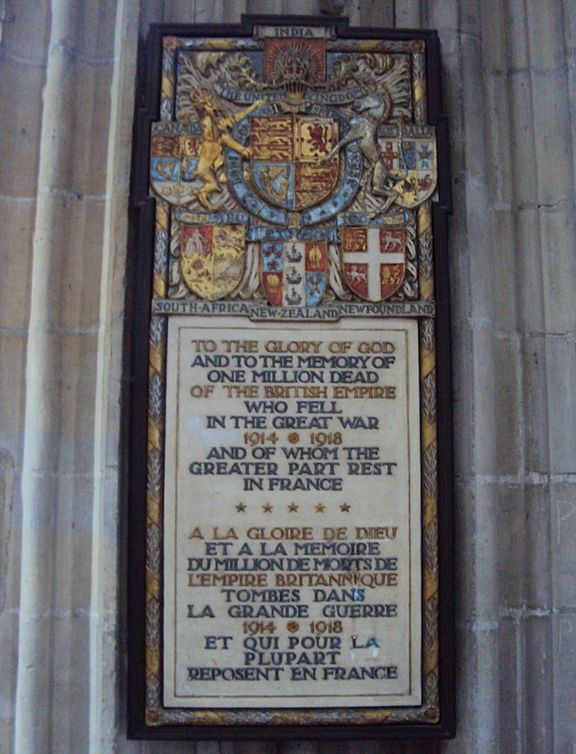 INDIA
THE UNITED KINGDOM
CANADA
SOUTH-AFRICA
NEW-ZEALAND
NEWFOUNDLAND
TO THE GLORY OF GOD
AND TO THE MEMORY OF
ONE MILLION DEAD
OF THE BRITISH EMPIRE
WHO FELL
IN THE GREAT WAR
1914 1918
AND OF WHOM THE
GREATER PART REST
IN FRANCE
A LA GLOIRE DE DIEU
ET A LA MEMOIRE
DU MILLION DE MORTS DE
L'EMPIRE BRITANNIQUE
TOMBES DANS
LA GRANDE GUERRE
1914 1918
ET QUI POUR LA
PLUPART
REPOSENT EN FRANCE